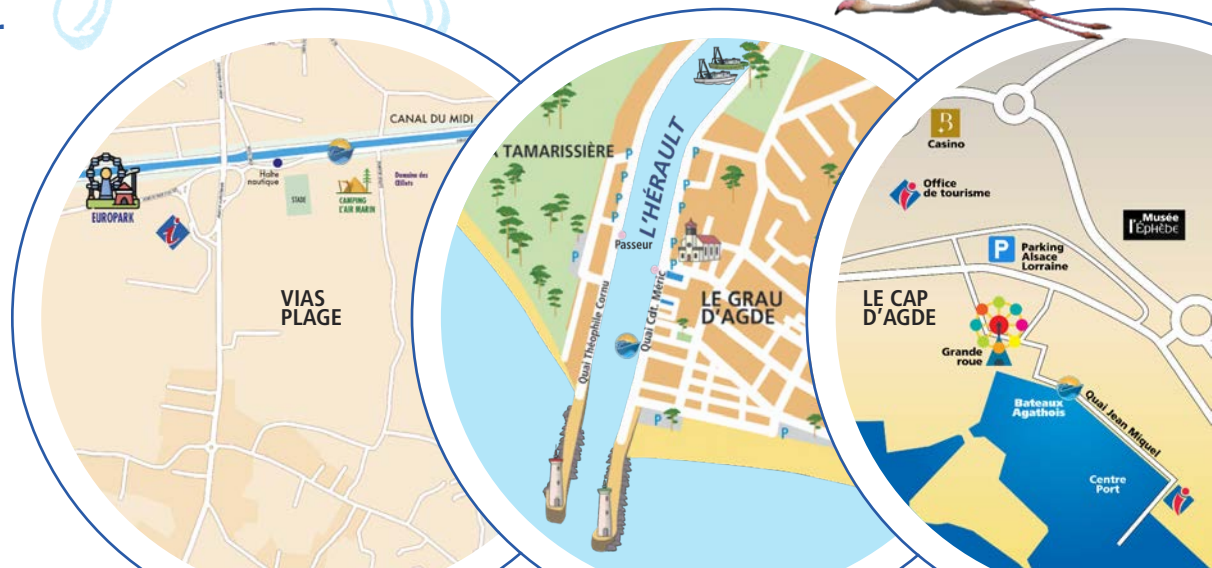 CANAL DU MIDI
Halte
nautique
STADE
CAMPING
L'AIR MARIN
Domaine des
Œillets
EUROPARK
i
VIAS
PLAGE
TAMARISSIÈRE
P
P
P
P
P
P
P
P
P
P
P
P
L'HÉRAULT
Passeur
Quai Théophile Cornu
Quai Cdt. Méric
LE GRAU
D'AGDE
P
P
B
Casino
i
Office
de tourisme
Musée
l'Éphèbe
P
Parking
Alsace
Lorraine
LE CAP
D'AGDE
Grande
roue
Bateaux
Agathois
Quai Jean Miquel
Centre
Port
i